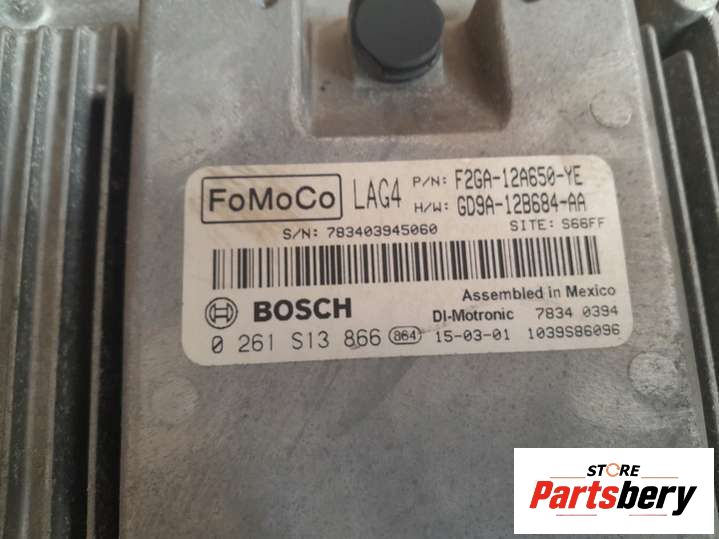 FoMoCo LAG4 P/N: F2GA-12A650-YE
H/W: GD9A-12B684-AA
S/N: 783403945060 SITE: S66FF
BOSCH Assembled in Mexico
DI-Motronic 7834 0394
0 261 S13 866 864 15-03-01 1039S86096
STORE
Partsbery